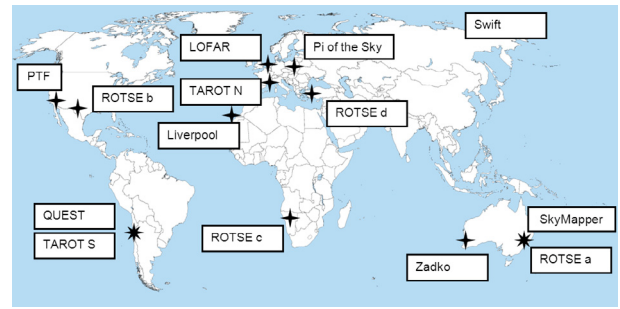 Swift
LOFAR
Pi of the Sky
PTF
ROTSE b
TAROT N
ROTSE d
Liverpool
QUEST
TAROT S
ROTSE c
SkyMapper
Zadko
ROTSE a